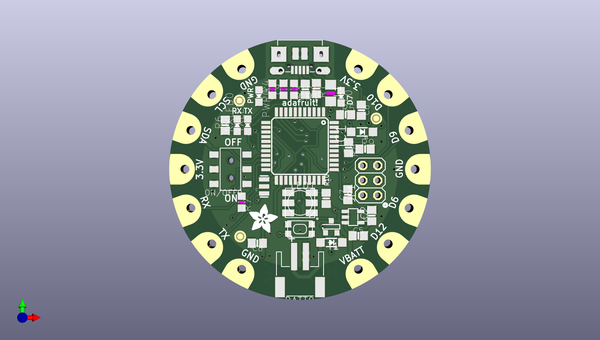 GND
3.3V
SCL
PWR
D10
adafruit!
RX TX
SDA
D9
OFF
3.3V
GND
ON
RX
D6
TX
D12
GND
VBATT